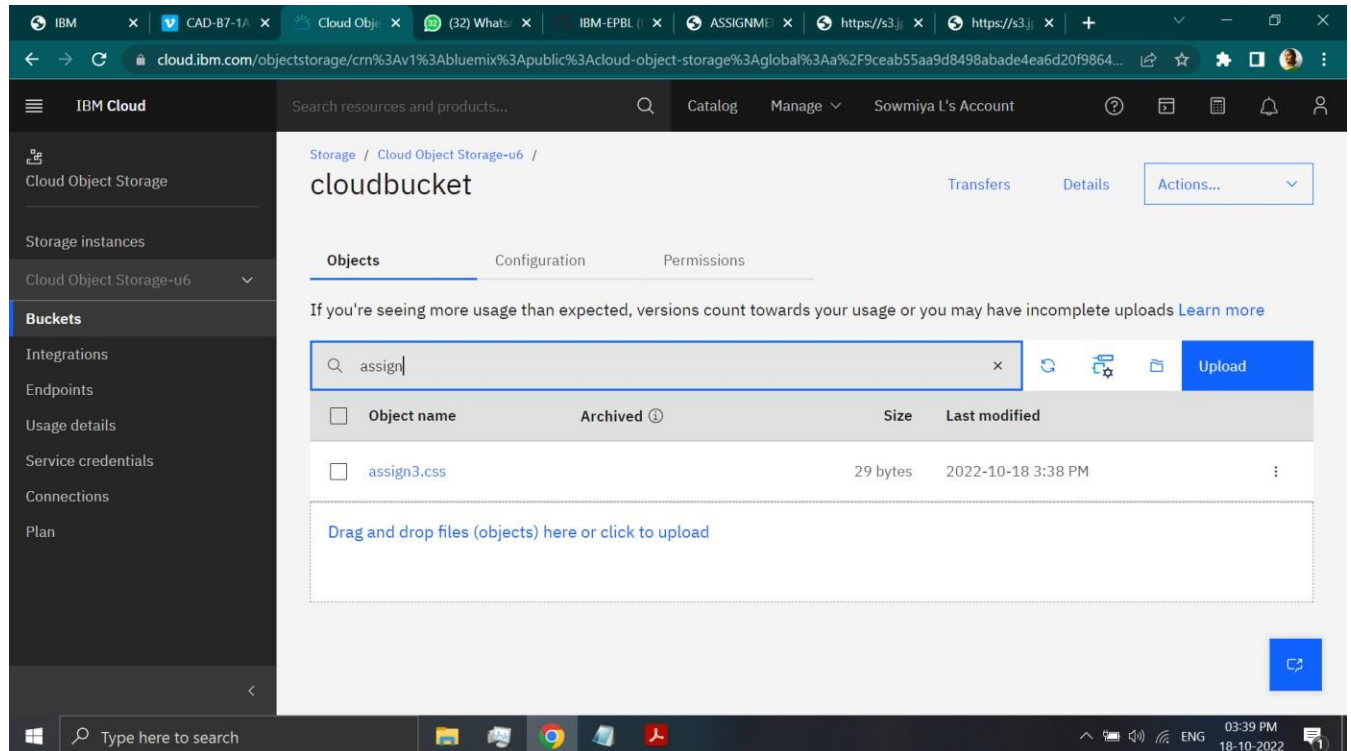 IBM
CAD-B7-1A
Cloud Obje
(32) Whats
IBM-EPBL (
ASSIGNME
https://s3.j
https://s3.j
cloud.ibm.com/objectstorage/crn%3Av1%3Abluemix%3Apublic%3Acloud-object-storage%3Aglobal%3Aa%2F9ceab55aa9d8498abade4ea6d20f9864...
IBM Cloud
Search resources and products...
Catalog
Manage
Sowmiya L's Account
Cloud Object Storage
Storage instances
Cloud Object Storage-u6
Buckets
Integrations
Endpoints
Usage details
Service credentials
Connections
Plan
Storage / Cloud Object Storage-u6 /
cloudbucket
Transfers
Details
Actions...
Objects
Configuration
Permissions
If you're seeing more usage than expected, versions count towards your usage or you may have incomplete uploads Learn more
assign
Upload
Object name
Archived
Size
Last modified
assign3.css
29 bytes
2022-10-18 3:38 PM
Drag and drop files (objects) here or click to upload
Type here to search
ENG
03:39 PM
18-10-2022
1